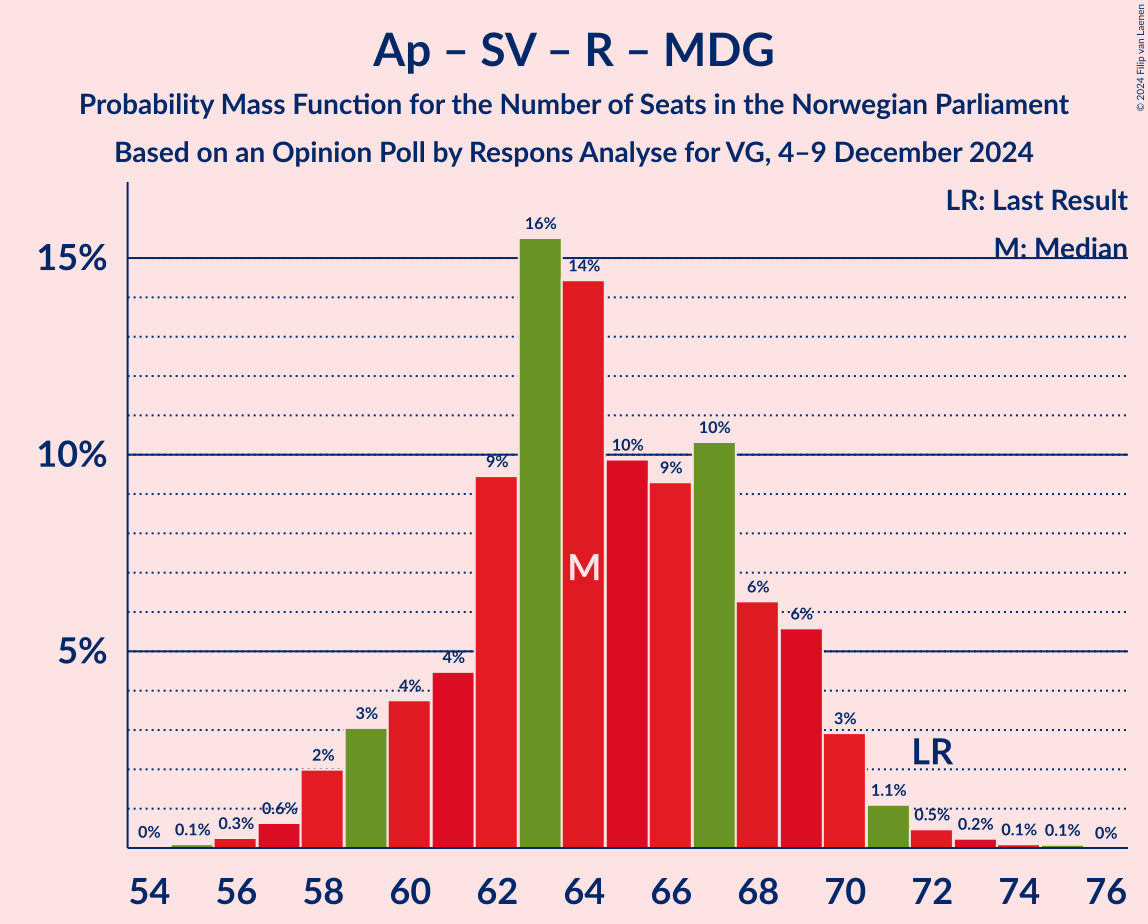 Ap – SV – R – MDG
Probability Mass Function for the Number of Seats in the Norwegian Parliament
Based on an Opinion Poll by Respons Analyse for VG, 4–9 December 2024
© 2024 Filip van Laenen
LR: Last Result
M: Median
15%
10%
5%
0%
0.1%
0.3%
0.6%
2%
3%
4%
4%
9%
16%
14%
10%
9%
10%
6%
6%
3%
1.1%
0.5%
0.2%
0.1%
0.1%
0%
M
LR
54 56 58 60 62 64 66 68 70 72 74 76